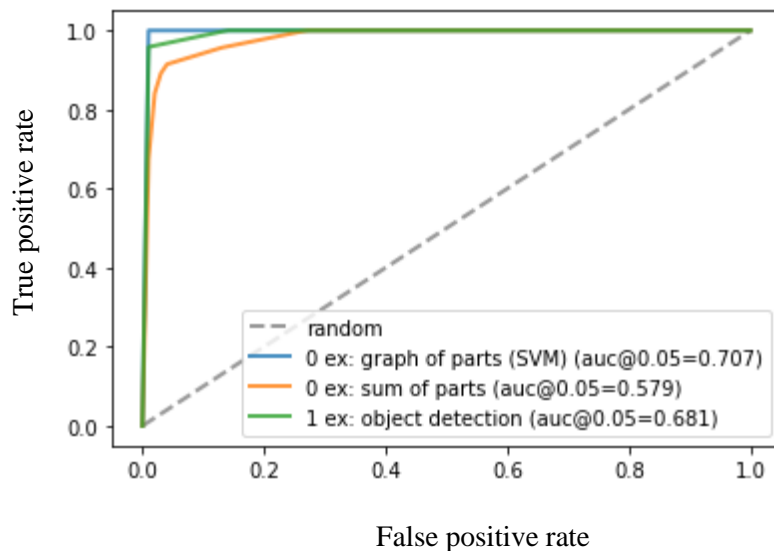 1.0
0.8
0.6
0.4
0.2
0.0
True positive rate
random
0 ex: graph of parts (SVM) (auc@0.05=0.707)
0 ex: sum of parts (auc@0.05=0.579)
1 ex: object detection (auc@0.05=0.681)
0.0 0.2 0.4 0.6 0.8 1.0
False positive rate